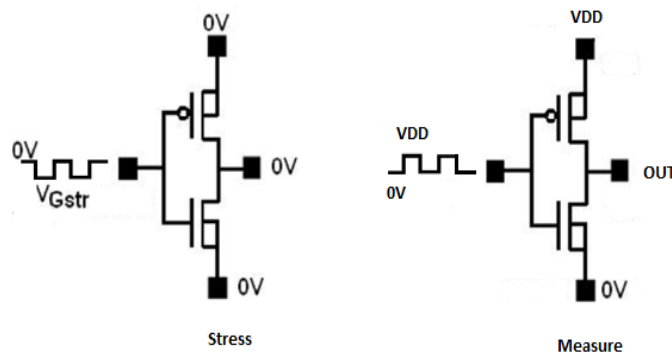 0V
VDD
0V
VDD
VGstr
0V
0V
OUT
0V
0V
Stress
Measure